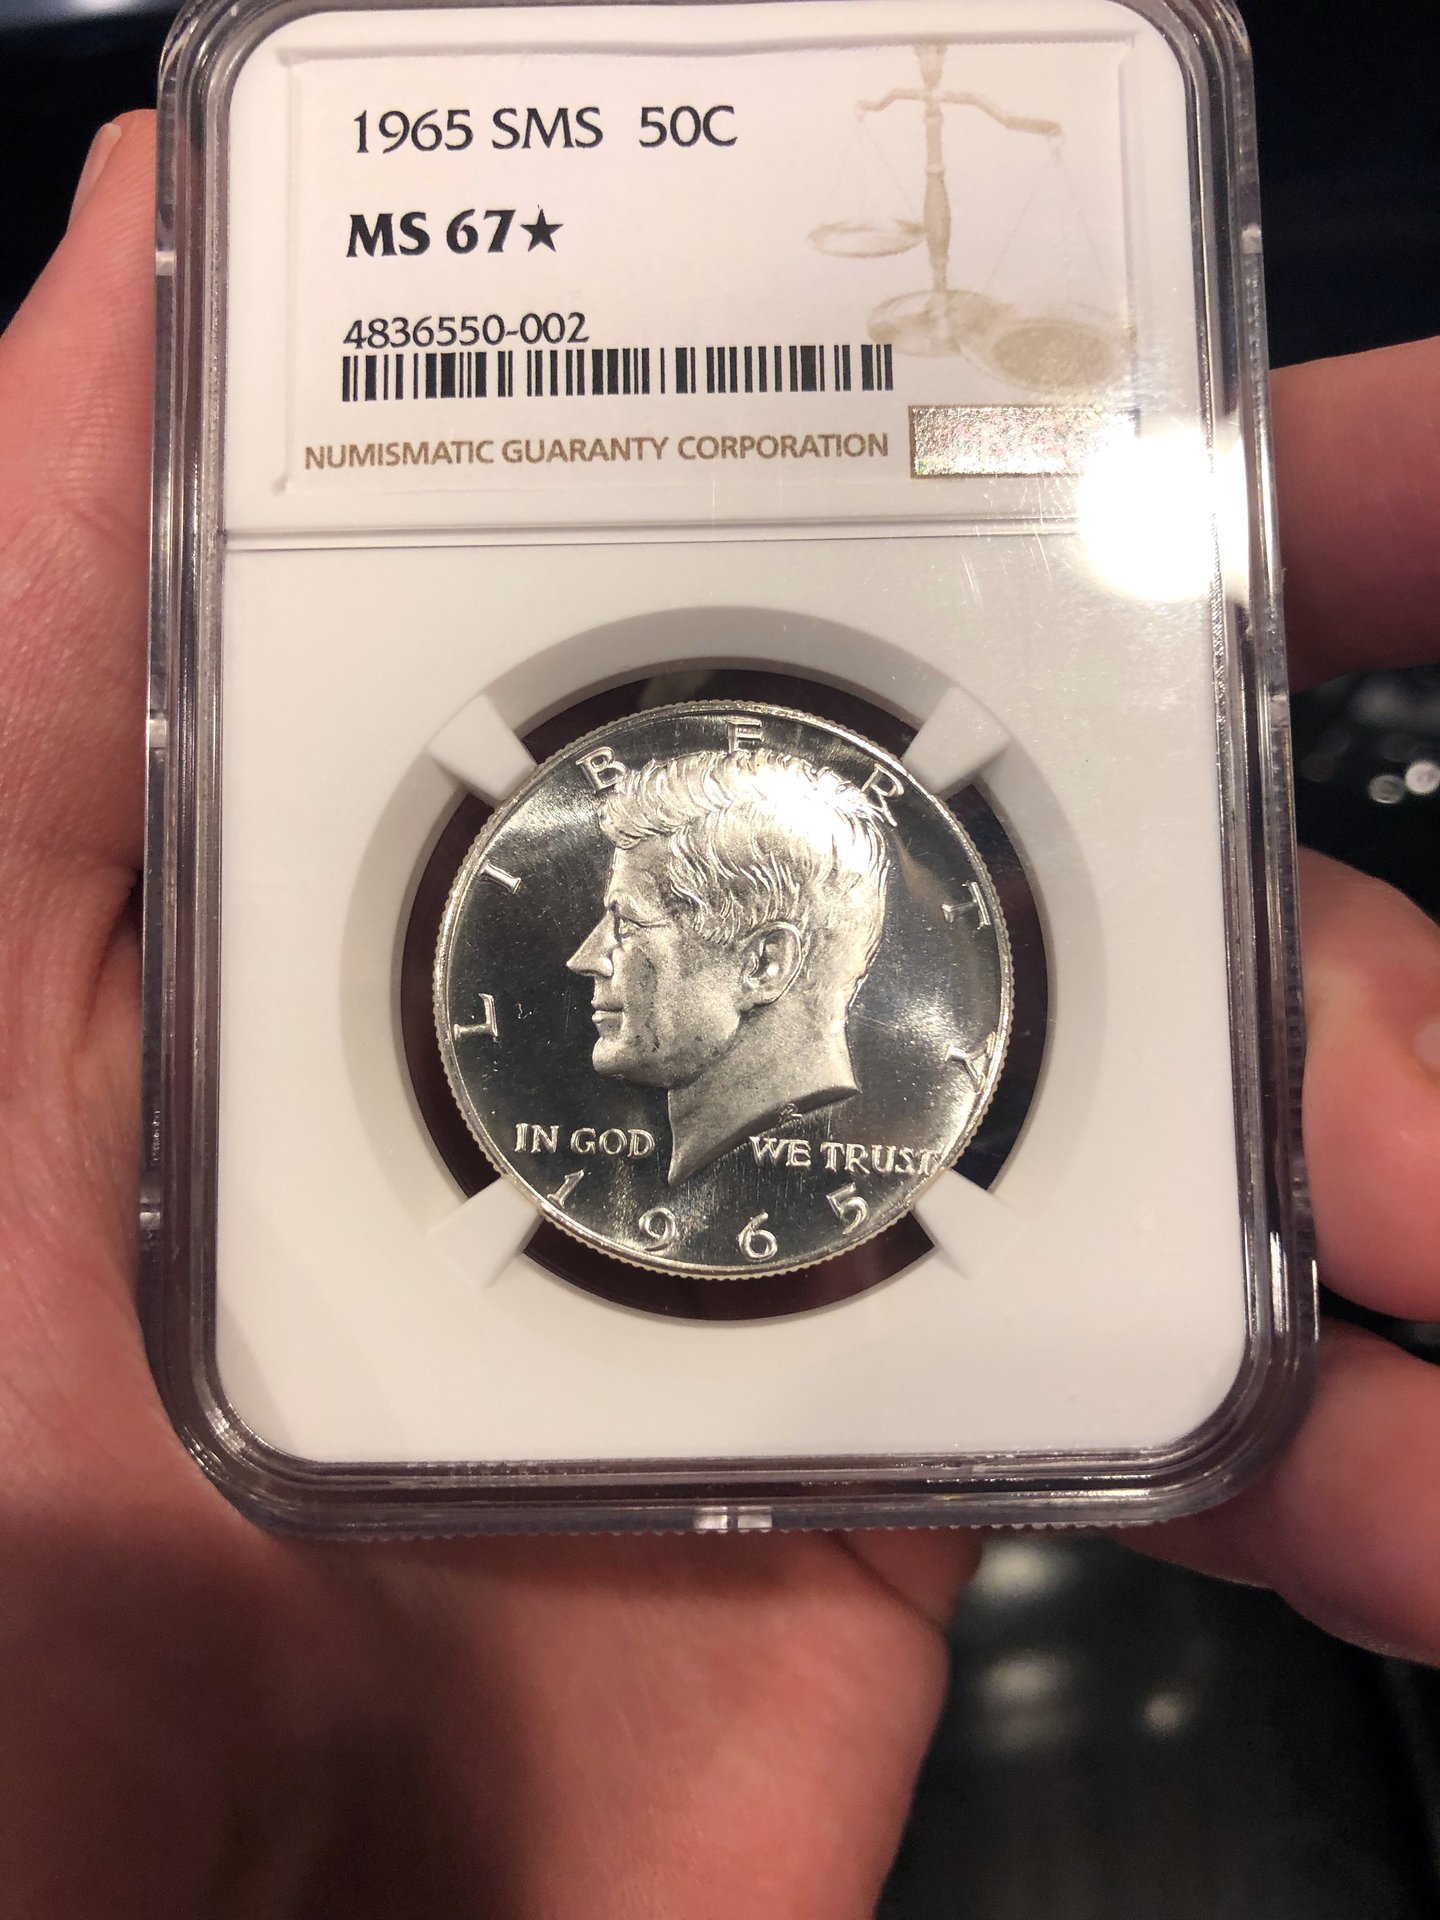 1965 SMS 50C
MS 67★
4836550-002
NUMISMATIC GUARANTY CORPORATION
LIBERTY
IN GOD WE TRUST
1965